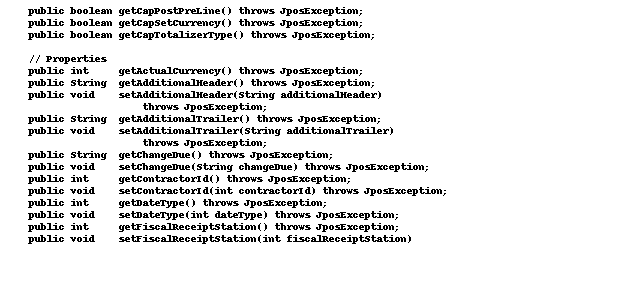 public boolean getCapPostPreLine() throws JposException;
public boolean getCapSetCurrency() throws JposException;
public boolean getCapTotalizerType() throws JposException;

// Properties
public int     getActualCurrency() throws JposException;
public String  getAdditionalHeader() throws JposException;
public void    setAdditionalHeader(String additionalHeader)
                   throws JposException;
public String  getAdditionalTrailer() throws JposException;
public void    setAdditionalTrailer(String additionalTrailer)
                   throws JposException;
public String  getChangeDue() throws JposException;
public void    setChangeDue(String changeDue) throws JposException;
public int     getContractorId() throws JposException;
public void    setContractorId(int contractorId) throws JposException;
public int     getDateType() throws JposException;
public void    setDateType(int dateType) throws JposException;
public int     getFiscalReceiptStation() throws JposException;
public void    setFiscalReceiptStation(int fiscalReceiptStation)